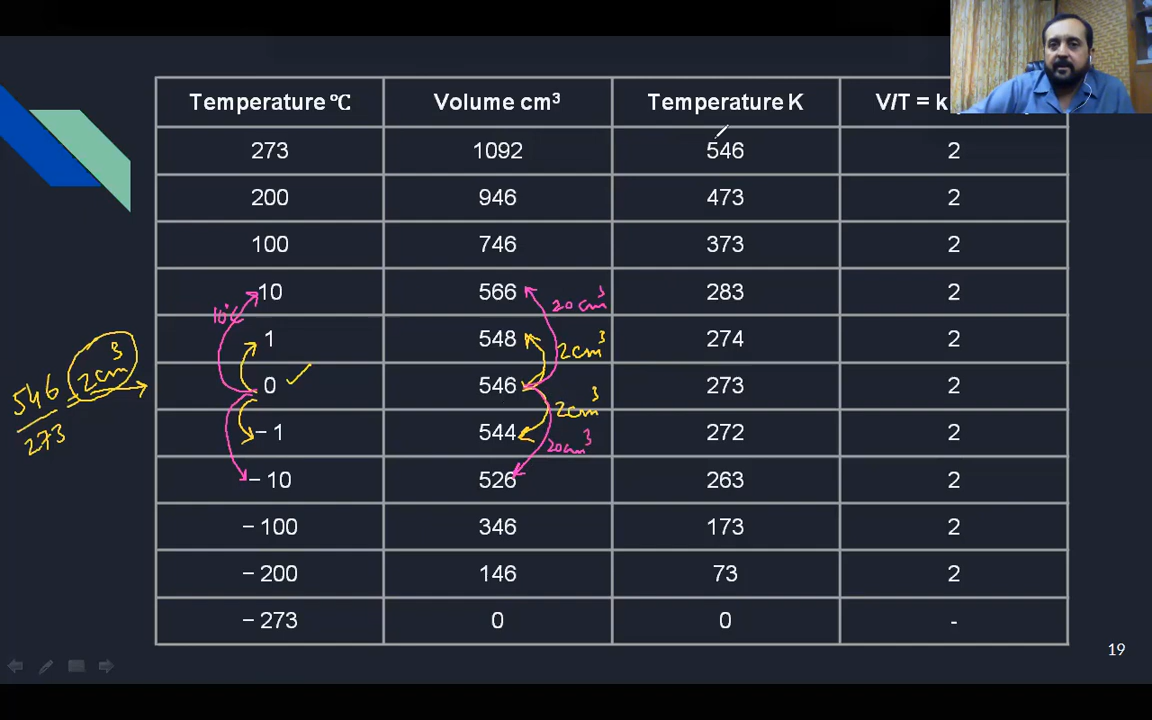 Temperature ℃ Volume cm³ Temperature K V/T = k
273 1092 546 2
200 946 473 2
100 746 373 2
10 566 283 2
10℃ 20 cm³
1 548 274 2
2cm³
546/273 2cm³
0 546 273 2
2cm³
− 1 544 272 2
20cm³
− 10 526 263 2
− 100 346 173 2
− 200 146 73 2
− 273 0 0 -
19